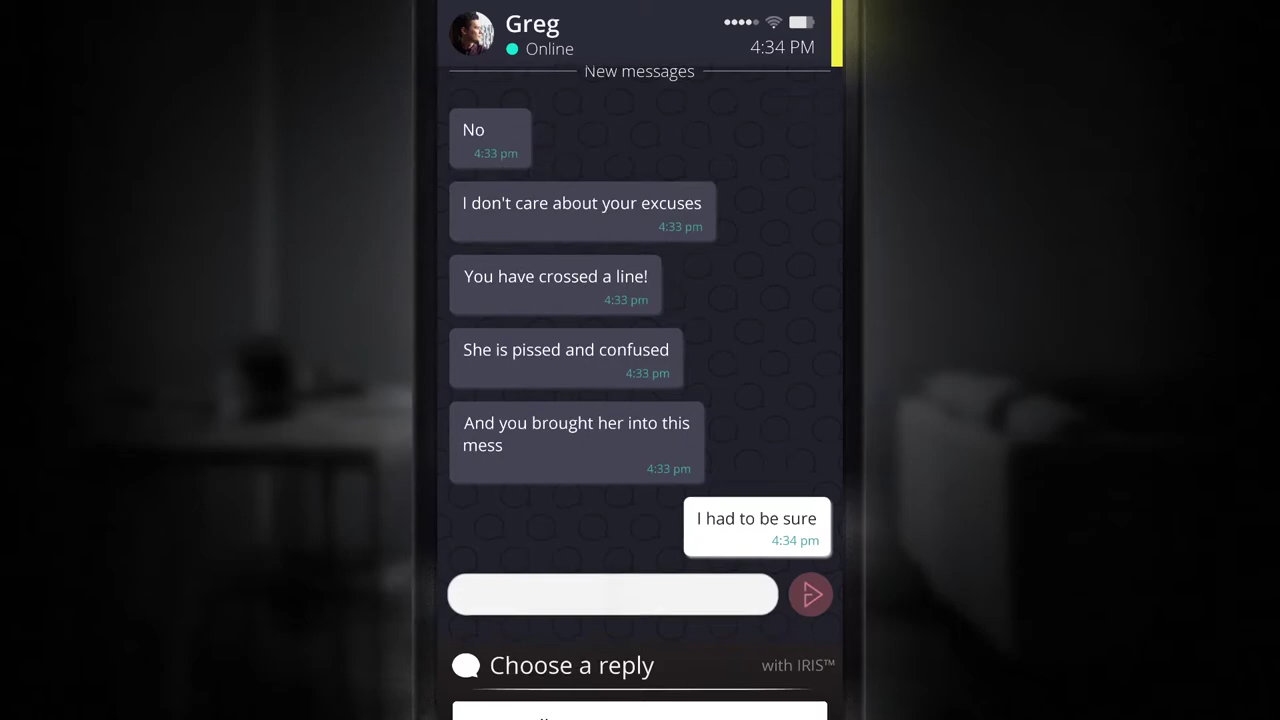 Greg
Online
4:34 PM
New messages
No
4:33 pm
I don't care about your excuses
4:33 pm
You have crossed a line!
4:33 pm
She is pissed and confused
4:33 pm
And you brought her into this
mess
4:33 pm
I had to be sure
4:34 pm
Choose a reply
with IRIS™